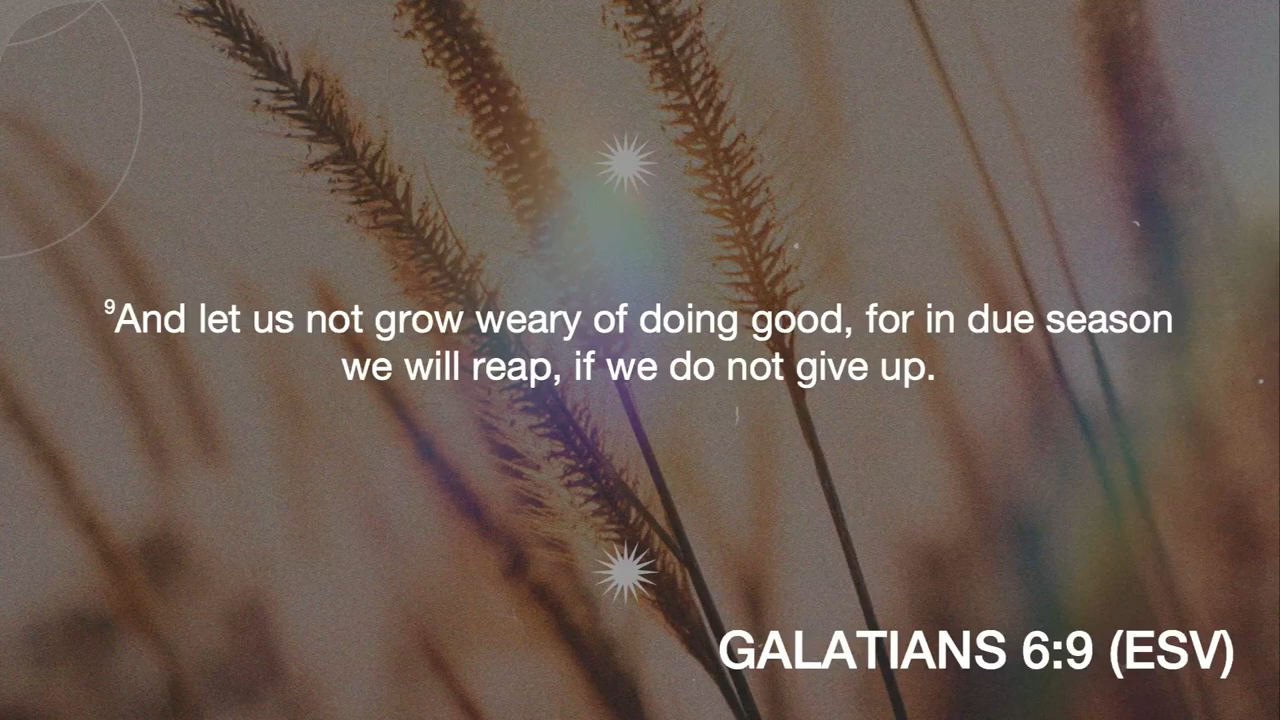 ⁹And let us not grow weary of doing good, for in due season
we will reap, if we do not give up.
GALATIANS 6:9 (ESV)